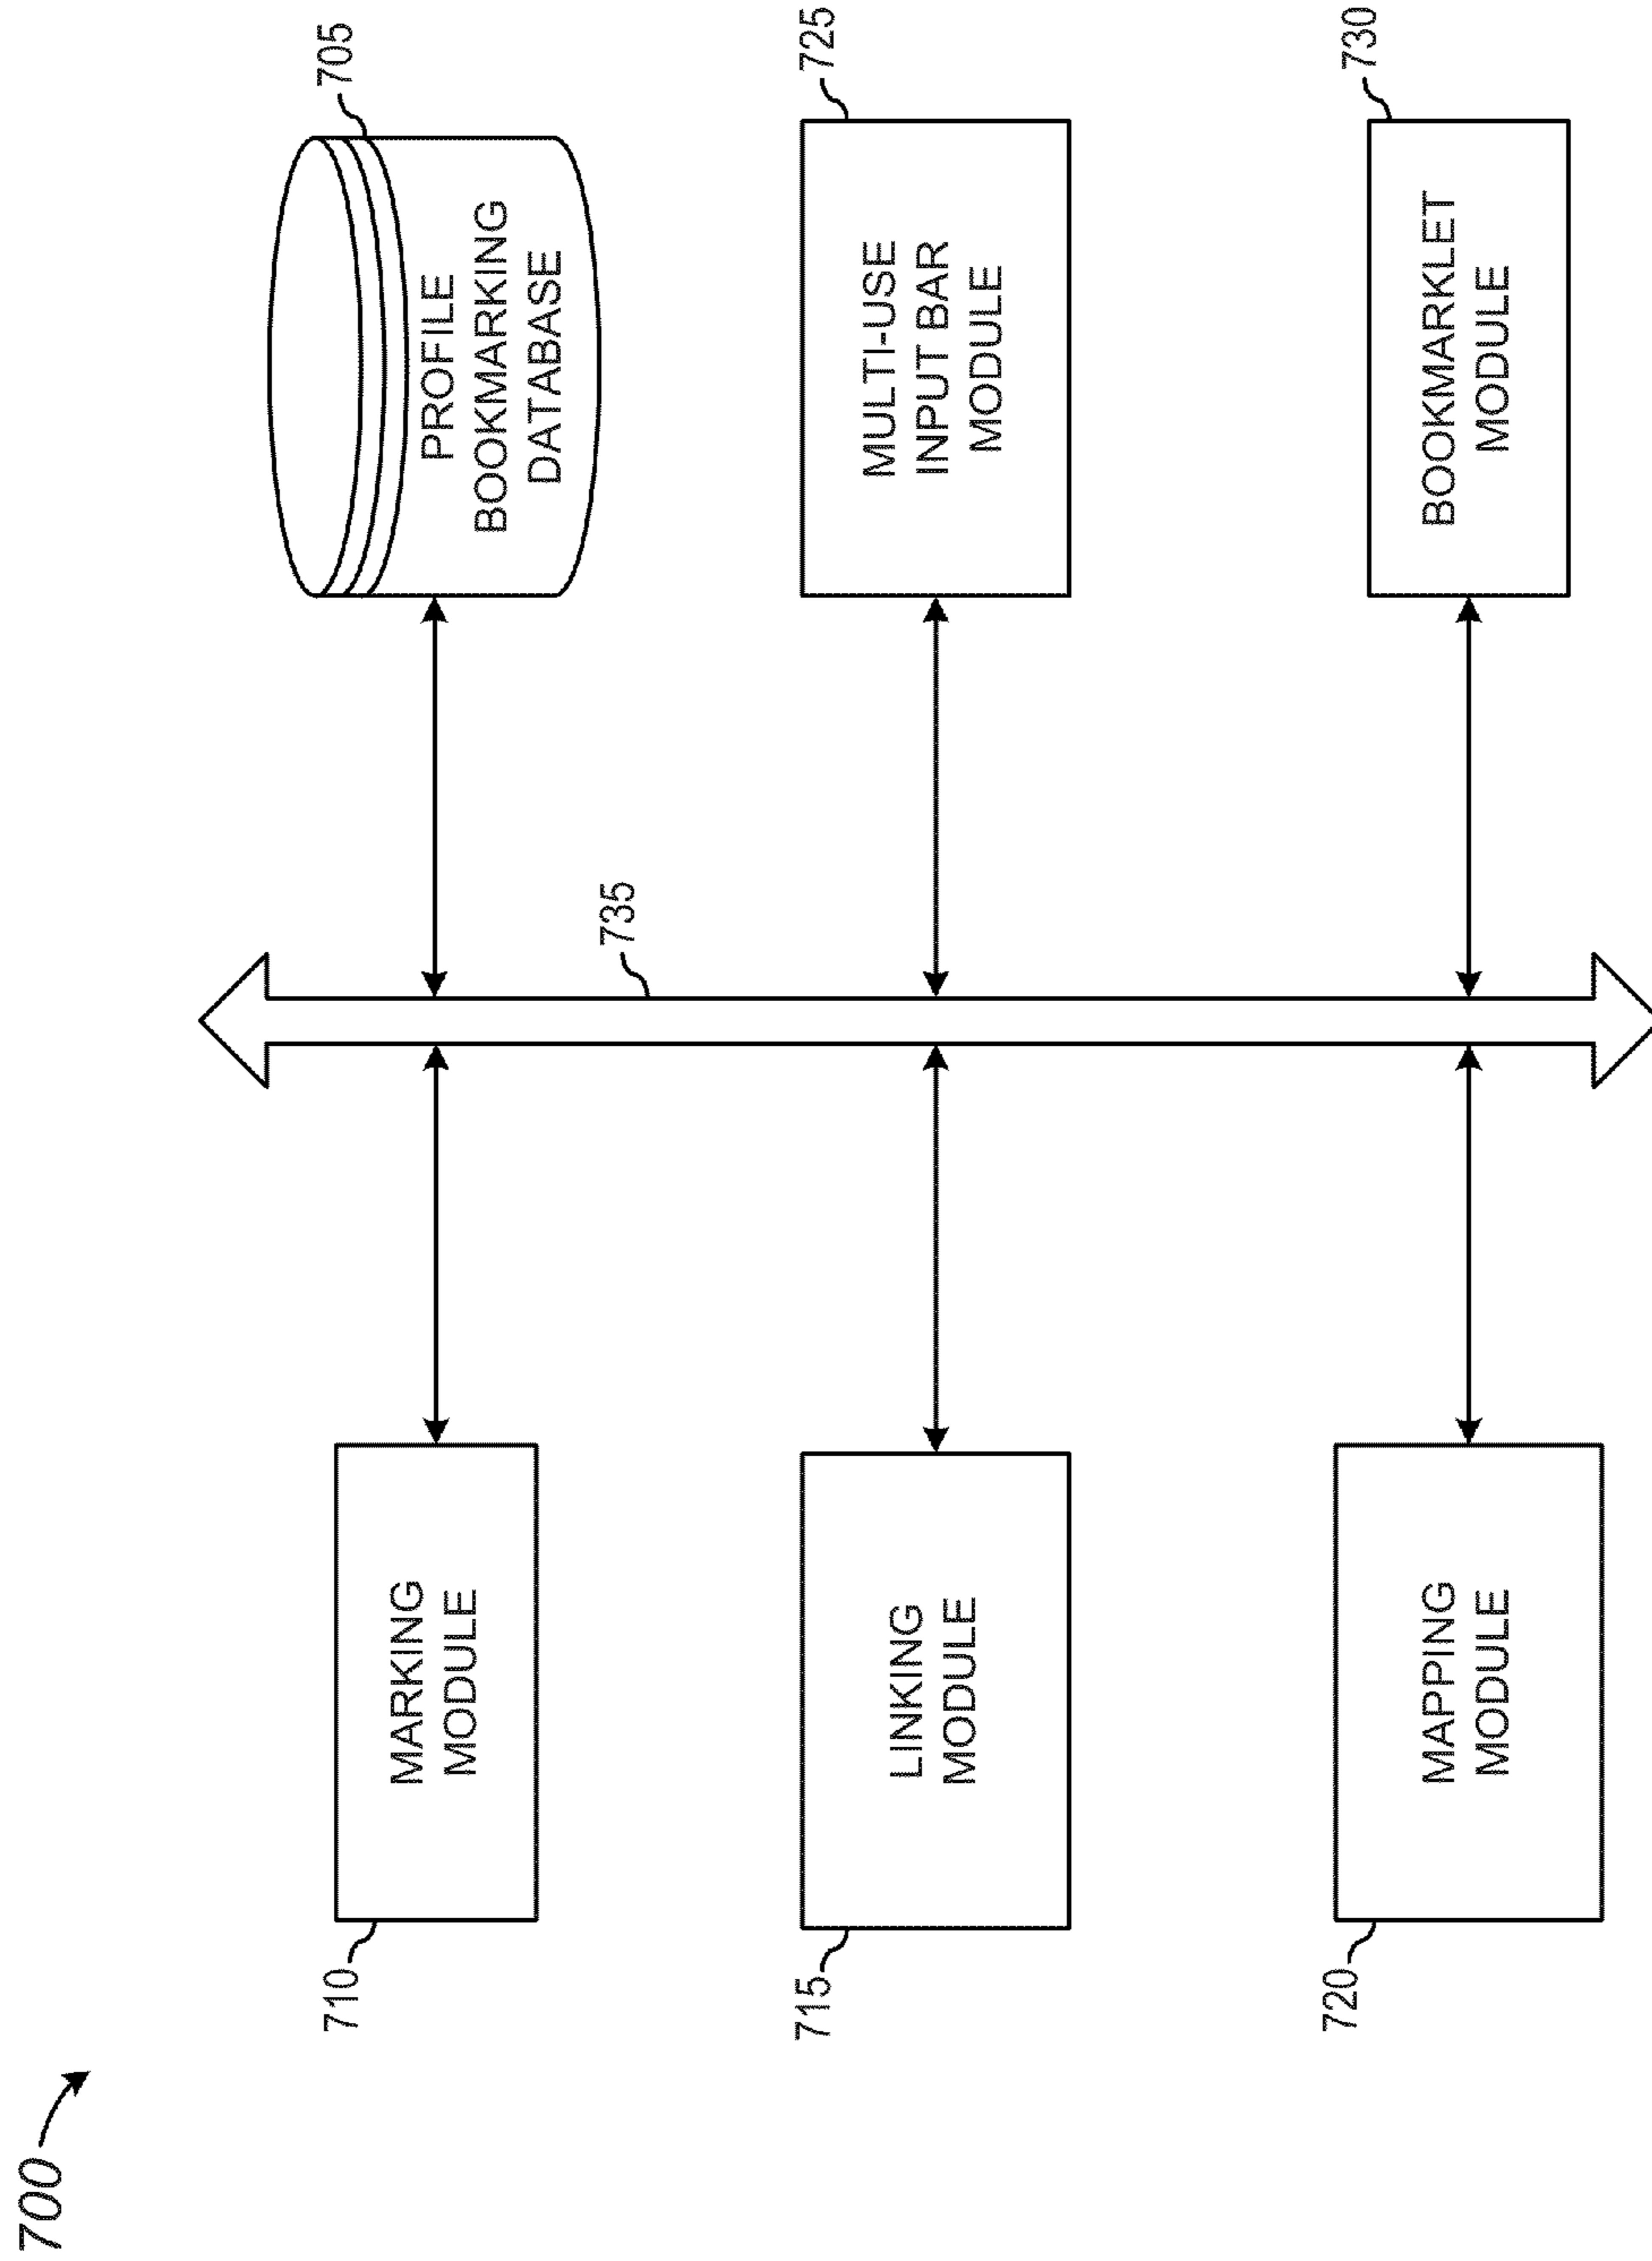 700
710
MARKING
MODULE
715
LINKING
MODULE
720
MAPPING
MODULE
735
705
PROFILE
BOOKMARKING
DATABASE
725
MULTI-USE
INPUT BAR
MODULE
730
BOOKMARKLET
MODULE